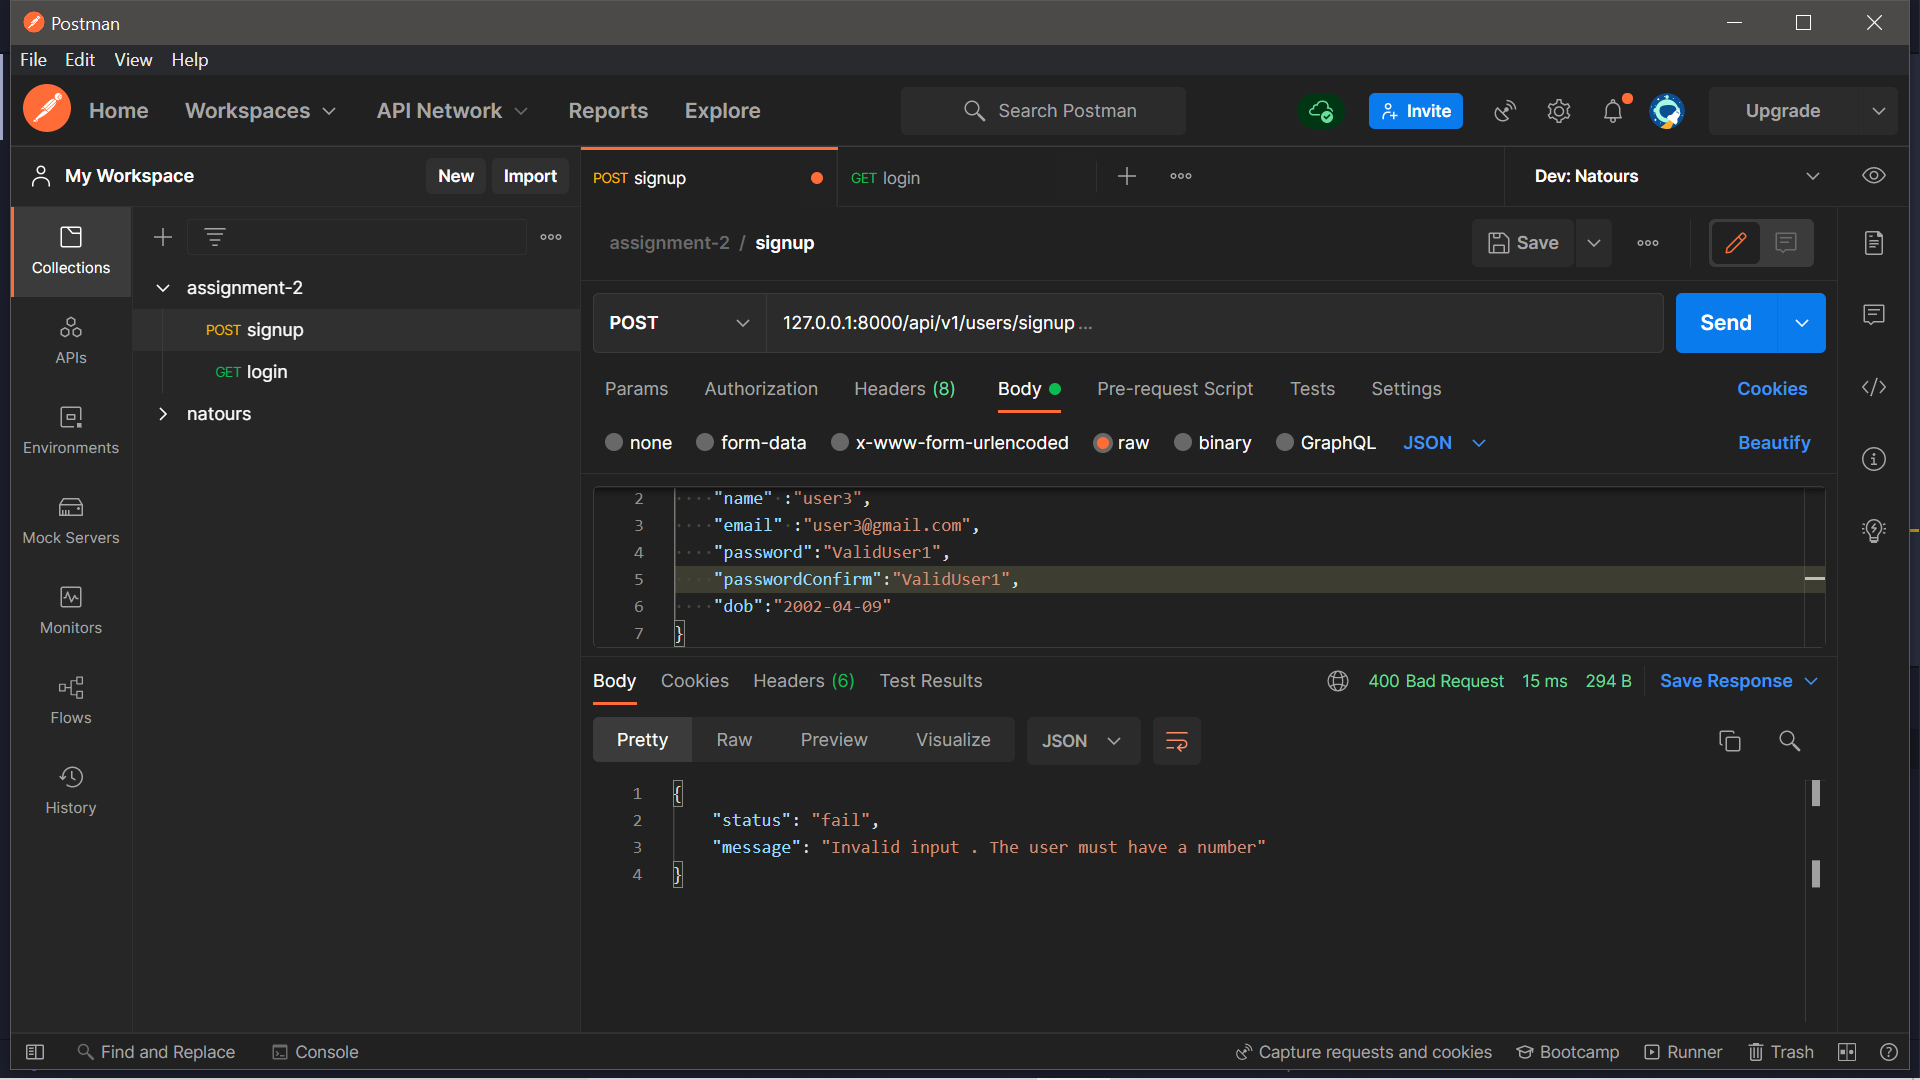 Postman
File Edit View Help
Home Workspaces API Network Reports Explore Search Postman Invite Upgrade
My Workspace New Import POST signup GET login Dev: Natours
assignment-2 / signup Save
Collections
assignment-2
POST signup
GET login
natours
APIs
Environments
Mock Servers
Monitors
Flows
History
POST 127.0.0.1:8000/api/v1/users/signup ... Send
Params Authorization Headers (8) Body Pre-request Script Tests Settings Cookies
none form-data x-www-form-urlencoded raw binary GraphQL JSON Beautify
2 "name" :"user3",
3 "email" :"user3@gmail.com",
4 "password":"ValidUser1",
5 "passwordConfirm":"ValidUser1",
6 "dob":"2002-04-09"
7 }
Body Cookies Headers (6) Test Results 400 Bad Request 15 ms 294 B Save Response
Pretty Raw Preview Visualize JSON
1 {
2 "status": "fail",
3 "message": "Invalid input . The user must have a number"
4 }
Find and Replace Console Capture requests and cookies Bootcamp Runner Trash